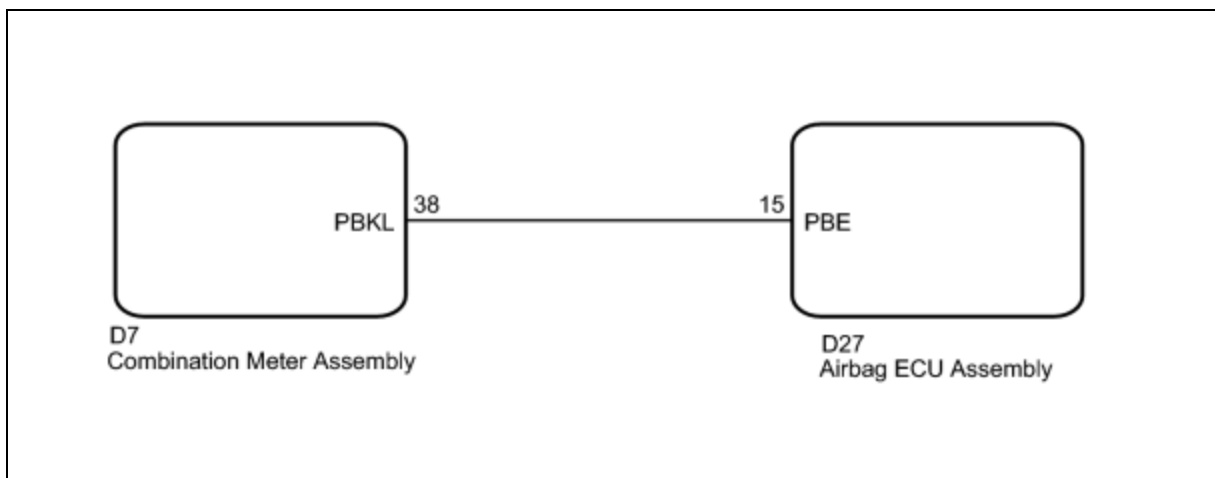 38
15
PBKL
PBE
D7
Combination Meter Assembly
D27
Airbag ECU Assembly